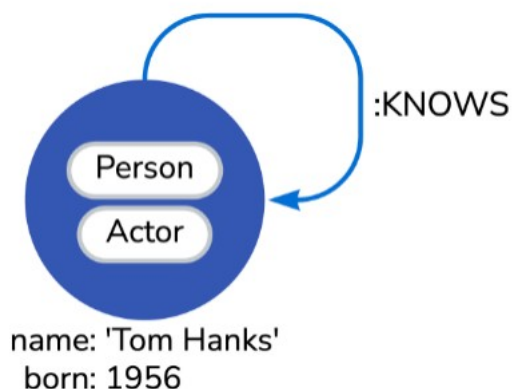 :KNOWS
Person
Actor
name: 'Tom Hanks'
born: 1956